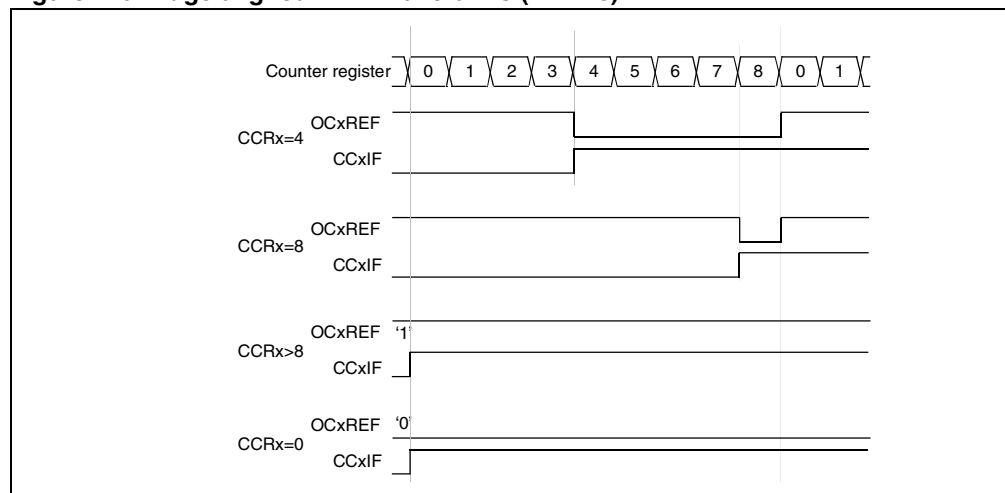 Counter register 0 1 2 3 4 5 6 7 8 0 1
OCxREF
CCRx=4
CCxIF
OCxREF
CCRx=8
CCxIF
OCxREF ‘1’
CCRx>8
CCxIF
OCxREF ‘0’
CCRx=0
CCxIF